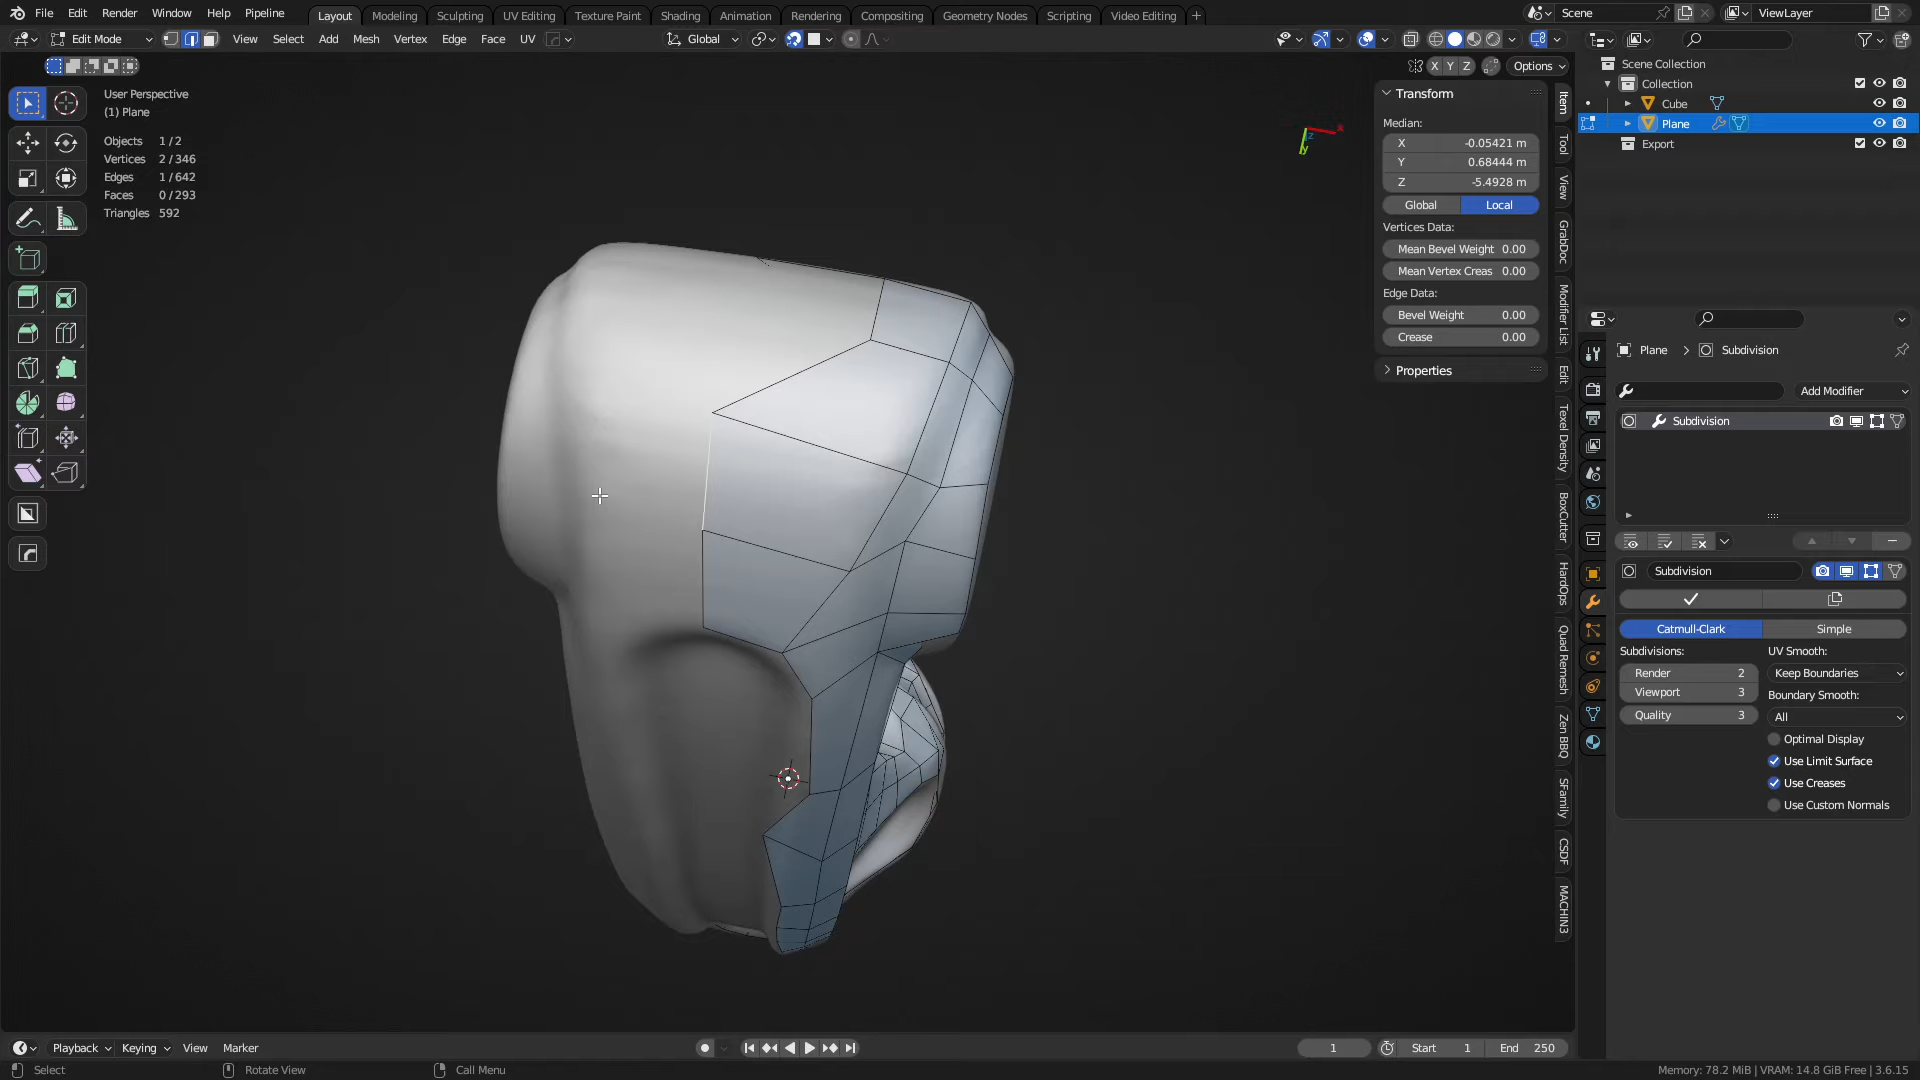 File Edit Render Window Help Pipeline Layout Modeling Sculpting UV Editing Texture Paint Shading Animation Rendering Compositing Geometry Nodes Scripting Video Editing + Scene ViewLayer
Edit Mode View Select Add Mesh Vertex Edge Face UV Global
X Y Z Options
User Perspective
(1) Plane
Objects 1 / 2
Vertices 2 / 346
Edges 1 / 642
Faces 0 / 293
Triangles 592
Transform
Median:
X -0.05421 m
Y 0.68444 m
Z -5.4928 m
Global Local
Vertices Data:
Mean Bevel Weight 0.00
Mean Vertex Creas 0.00
Edge Data:
Bevel Weight 0.00
Crease 0.00
Properties
Item
Tool
View
GrabDoc
Modifier List
Edit
Texel Density
BoxCutter
HardOps
Quad Remesh
Zen BBQ
SFamily
CSDF
MACHIN3
Scene Collection
Collection
Cube
Plane
Export
Plane > Subdivision
Add Modifier
Subdivision
Subdivision
Catmull-Clark Simple
Subdivisions: UV Smooth:
Render 2 Keep Boundaries
Viewport 3 Boundary Smooth:
Quality 3 All
Optimal Display
Use Limit Surface
Use Creases
Use Custom Normals
Playback Keying View Marker 1 Start 1 End 250
Select Rotate View Call Menu Memory: 78.2 MiB | VRAM: 14.8 GiB Free | 3.6.15